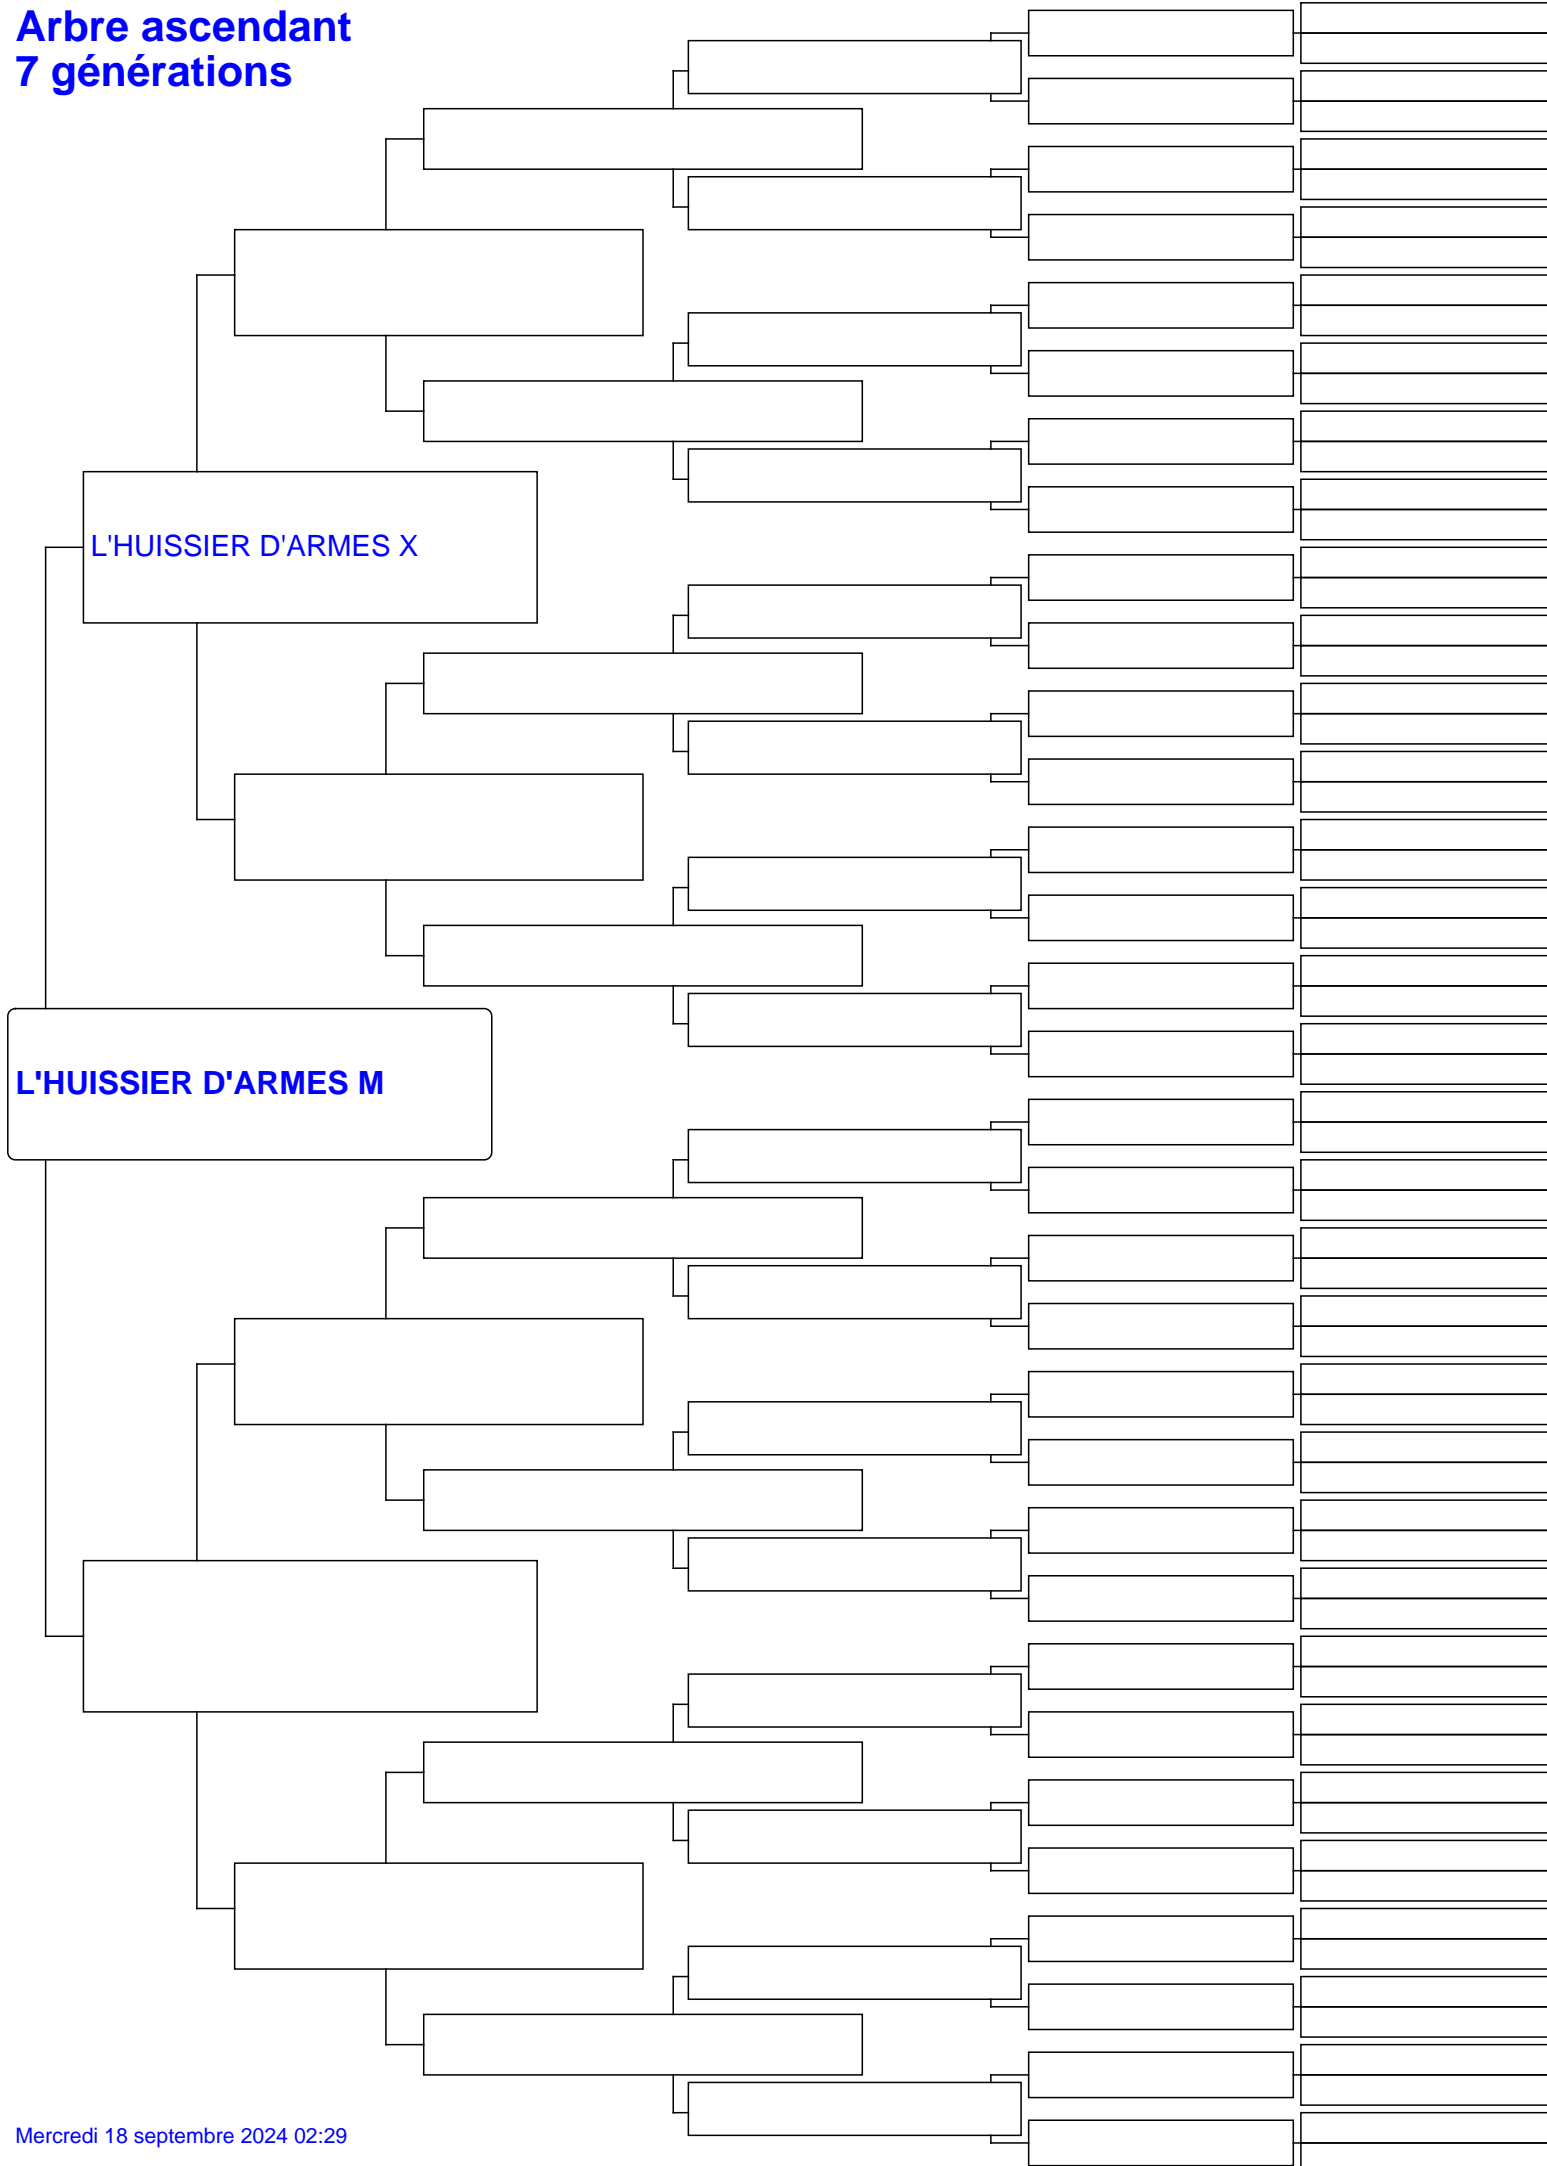 Arbre ascendant
7 générations
L'HUISSIER D'ARMES X
L'HUISSIER D'ARMES M
Mercredi 18 septembre 2024 02:29